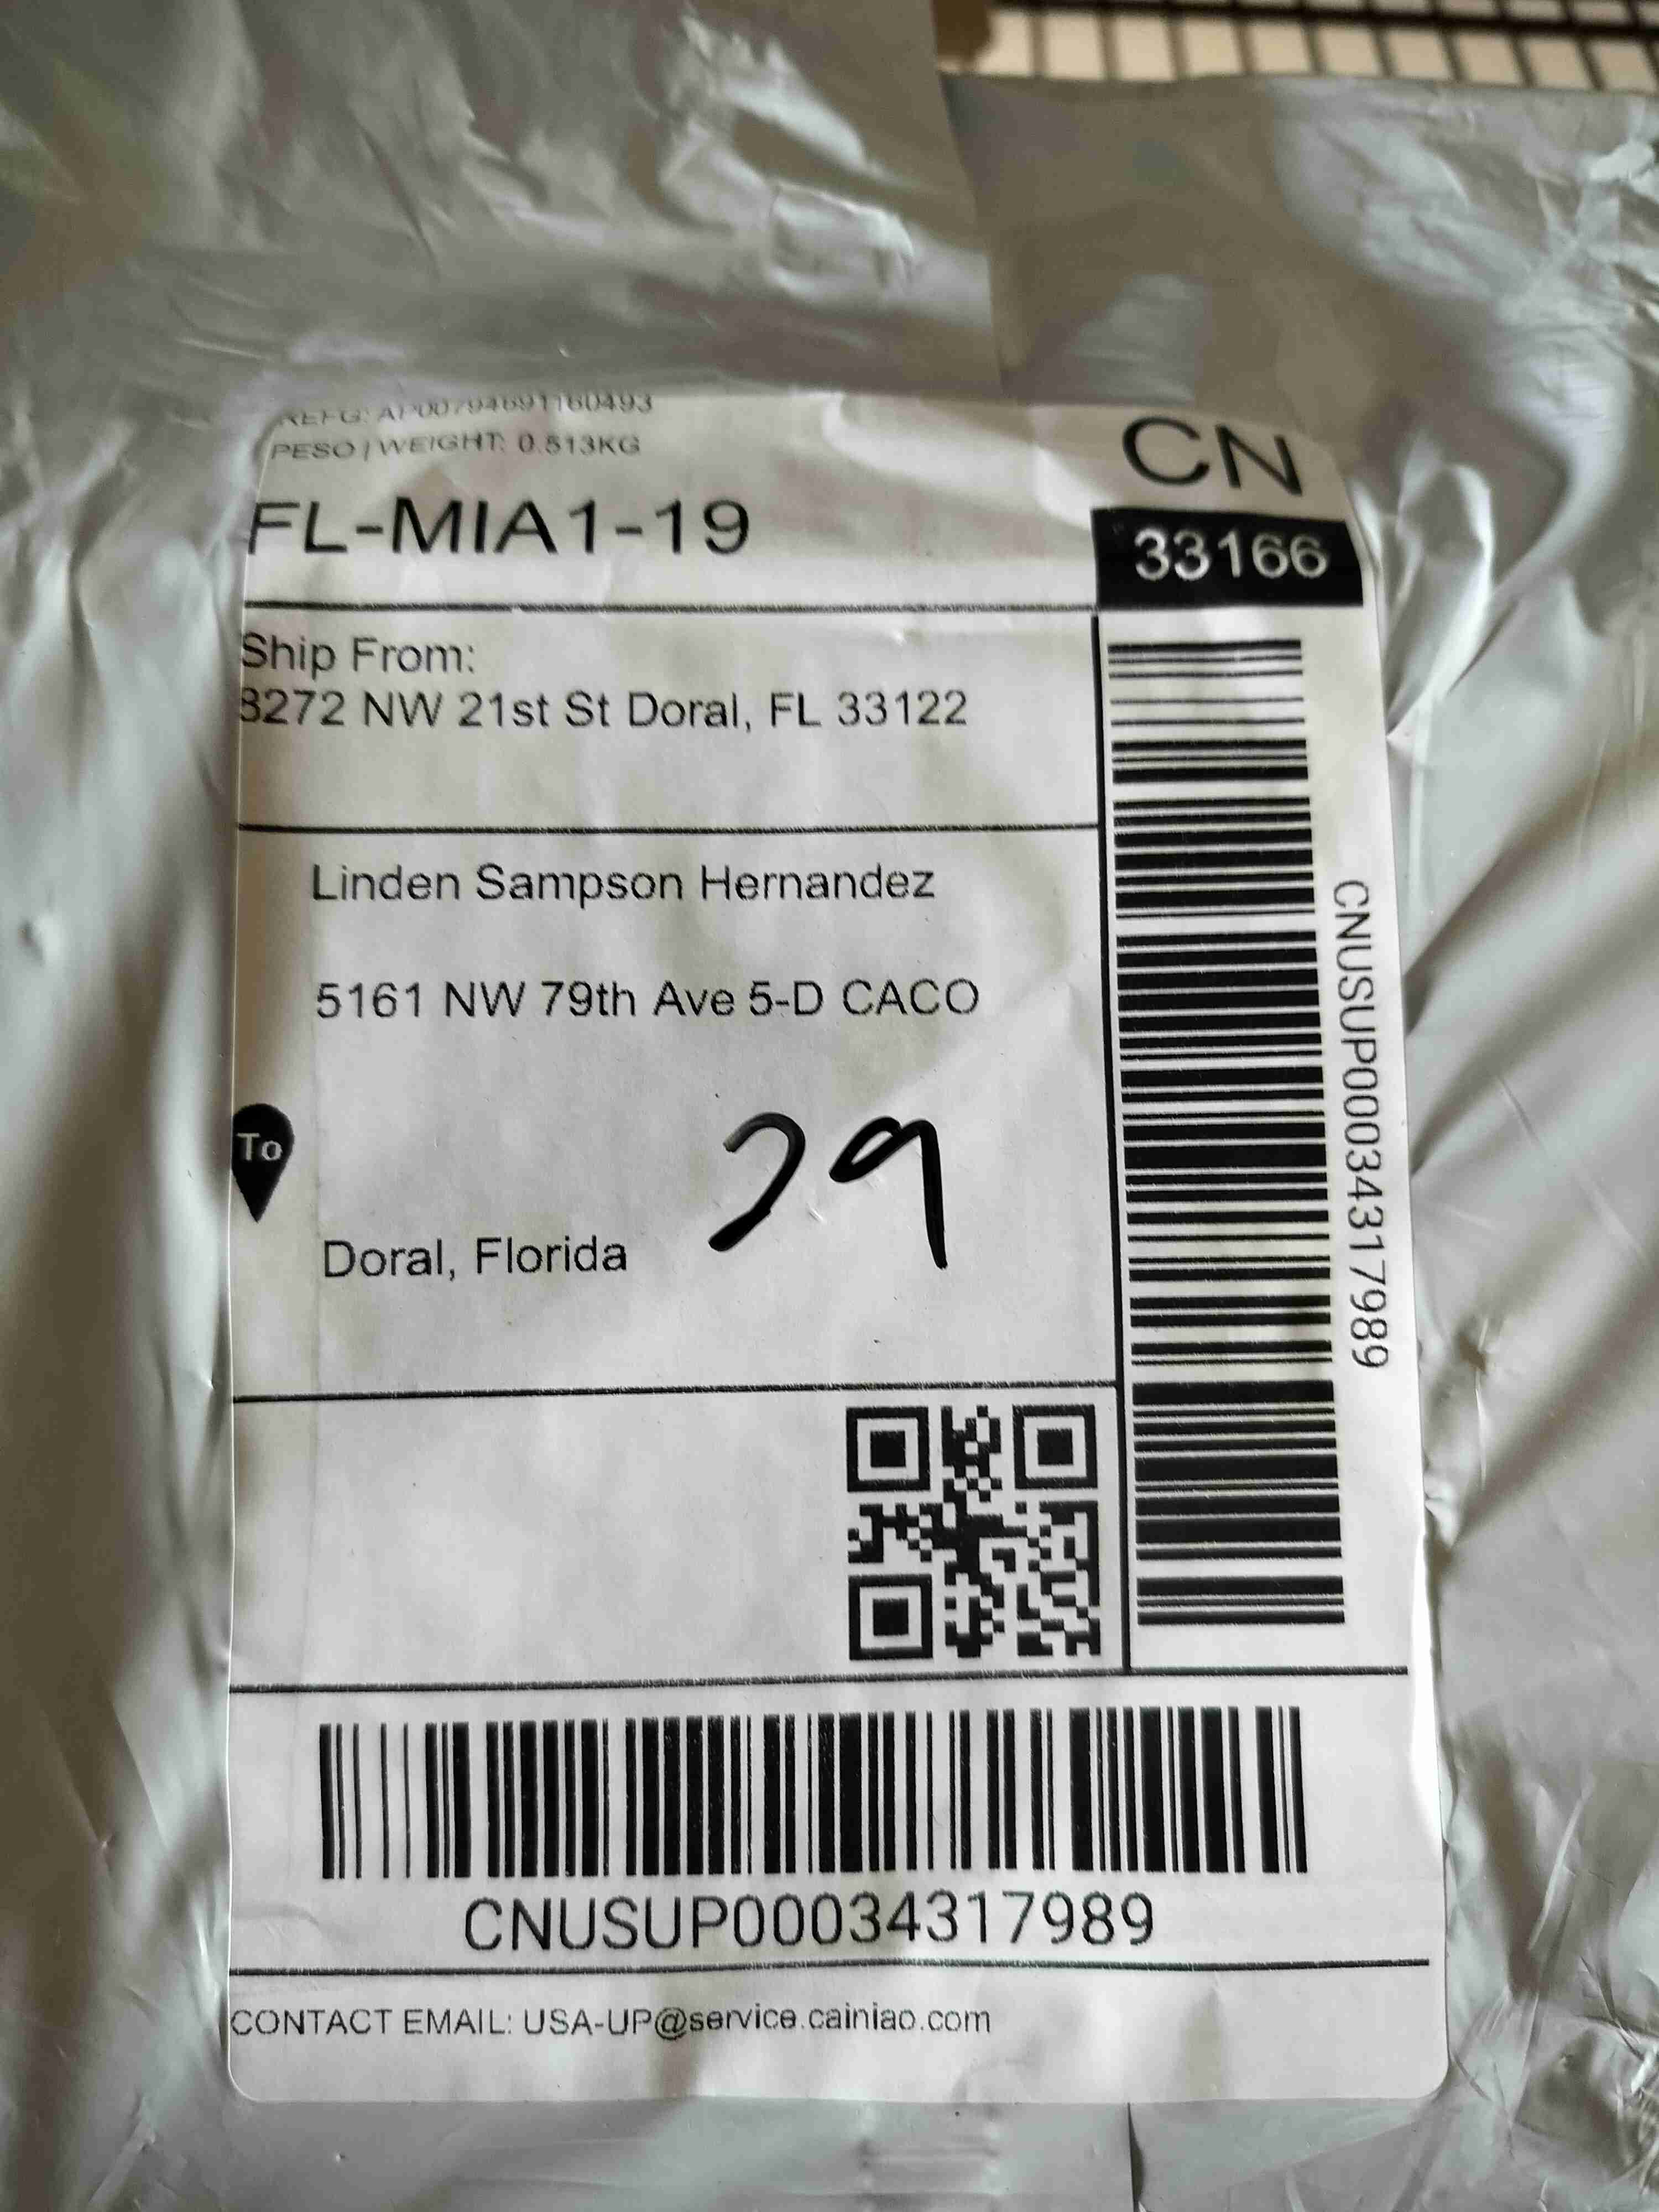 REFG: AP00794691160493
PESO | WEIGHT: 0.513KG
CN
FL-MIA1-19
33166
Ship From:
8272 NW 21st St Doral, FL 33122
Linden Sampson Hernandez
5161 NW 79th Ave 5-D CACO
29
To
Doral, Florida
CNUSUP00034317989
CNUSUP00034317989
CONTACT EMAIL: USA-UP@service.cainiao.com